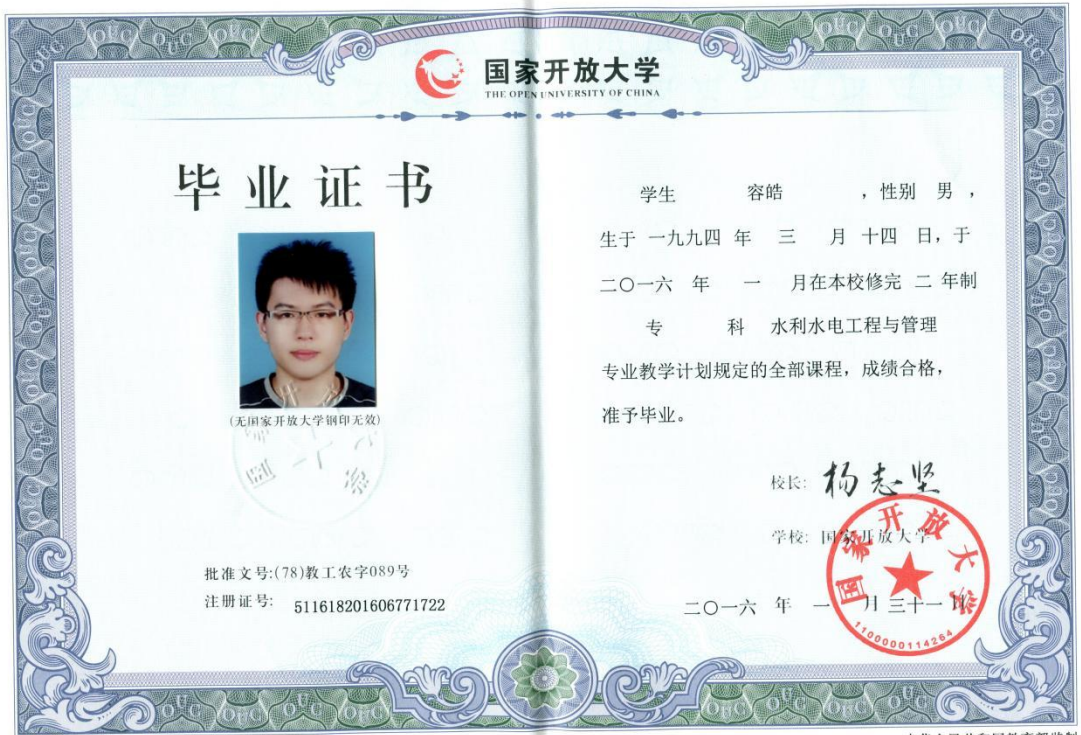 国家开放大学
THE OPEN UNIVERSITY OF CHINA
毕业证书
(无国家开放大学钢印无效)
批准文号:(78)教工农字089号
注册证号: 511618201606771722
学生 容皓 ，性别 男 ，
生于 一九九四 年 三 月 十四 日，于
二〇一六 年 一 月在本校修完 二 年制
专 科 水利水电工程与管理
专业教学计划规定的全部课程，成绩合格，
准予毕业。
校长: 杨志坚
学校: 国家开放大学
二〇一六 年 一 月 三十一 日
国家开放大学
1100000114264